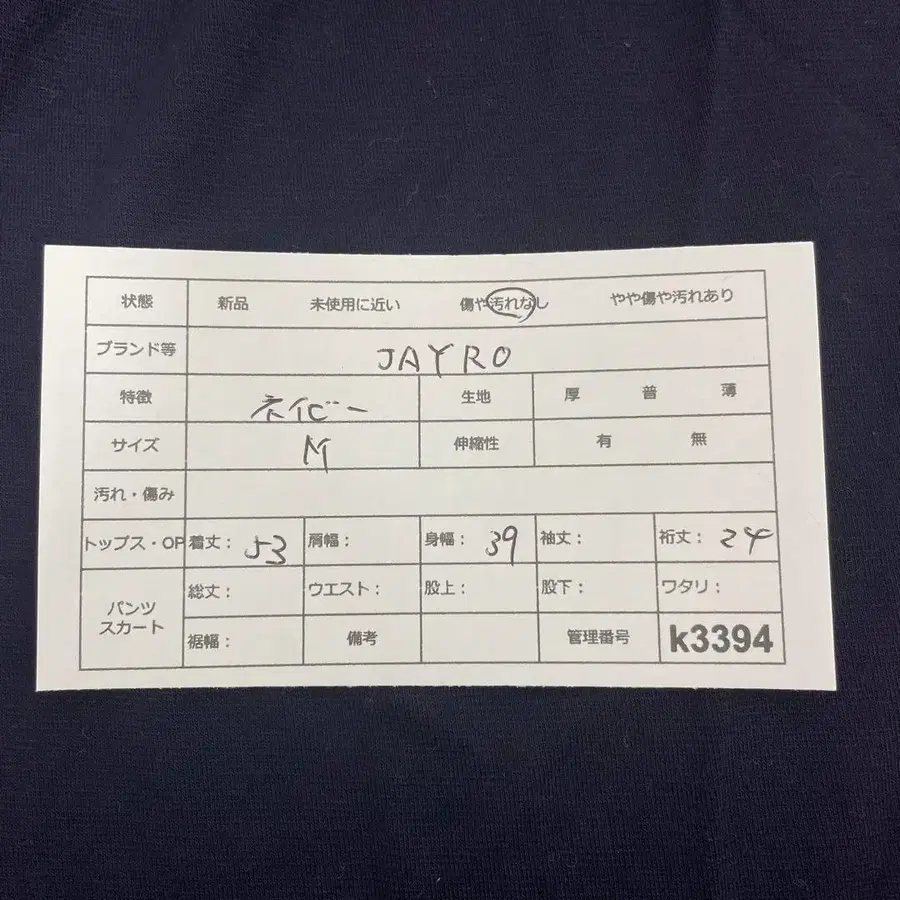 状態 新品 未使用に近い 傷や汚れなし やや傷や汚れあり
ブランド等 JAYRO
特徴 ネイビー 生地 厚 普 薄
サイズ M 伸縮性 有 無
汚れ・傷み
トップス・OP 着丈: 53 肩幅: 身幅: 39 袖丈: 裄丈: 24
パンツ スカート 総丈: ウエスト: 股上: 股下: ワタリ:
裾幅: 備考 管理番号 k3394